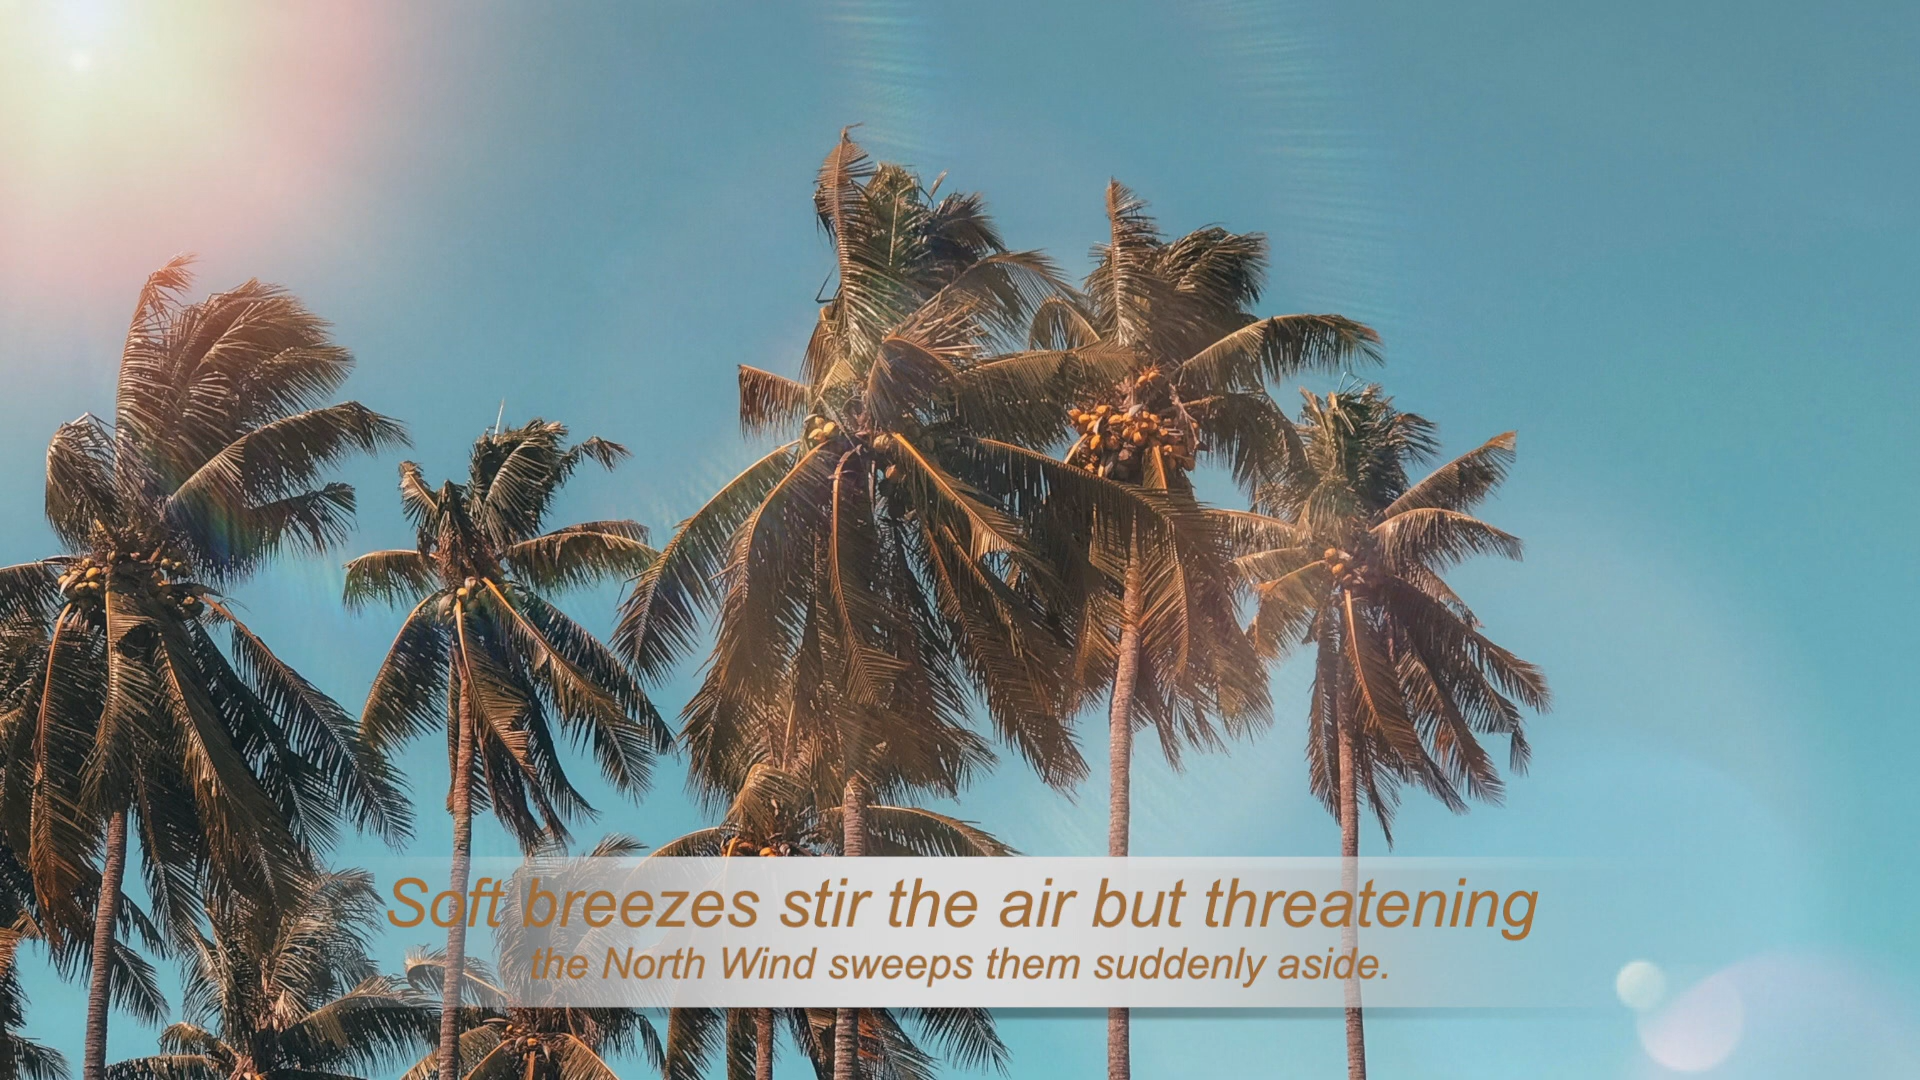 Soft breezes stir the air but threatening
the North Wind sweeps them suddenly aside.